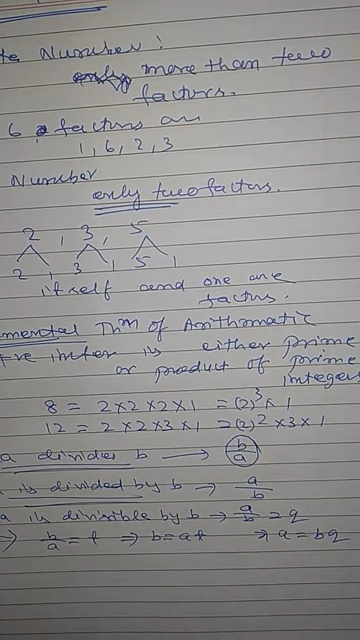 te Number:
more than two
factors.
6 factors are
1, 6, 2, 3
Number
only two factors.
2, 3, 5
2 1 3 1 5 1
itself and one are
factors.
mental Thm of Arithmatic
+ve inter is either prime
or product of prime
integers
8 = 2×2×2×1 = (2)³×1
12 = 2×2×3×1 = (2)²×3×1
a divides b → b/a
is divided by b → a/b
a is divisible by b → a/b = q
⇒ b/a = t ⇒ b = at ⇒ a = bq